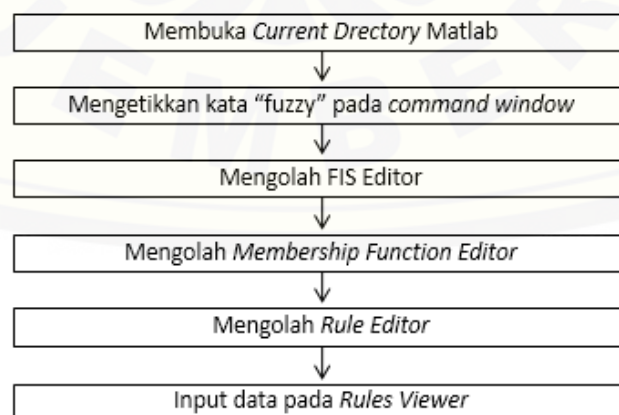 Membuka Current Drectory Matlab
Mengetikkan kata “fuzzy” pada command window
Mengolah FIS Editor
Mengolah Membership Function Editor
Mengolah Rule Editor
Input data pada Rules Viewer